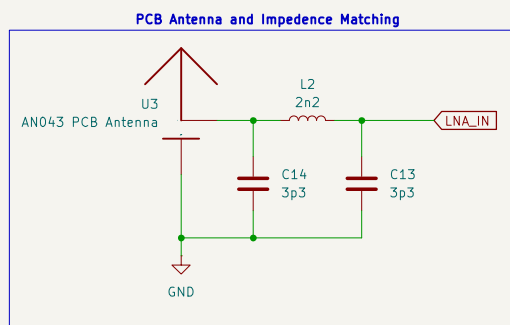 PCB Antenna and Impedence Matching
L2
2n2
U3
AN043 PCB Antenna
LNA_IN
C14
3p3
C13
3p3
GND